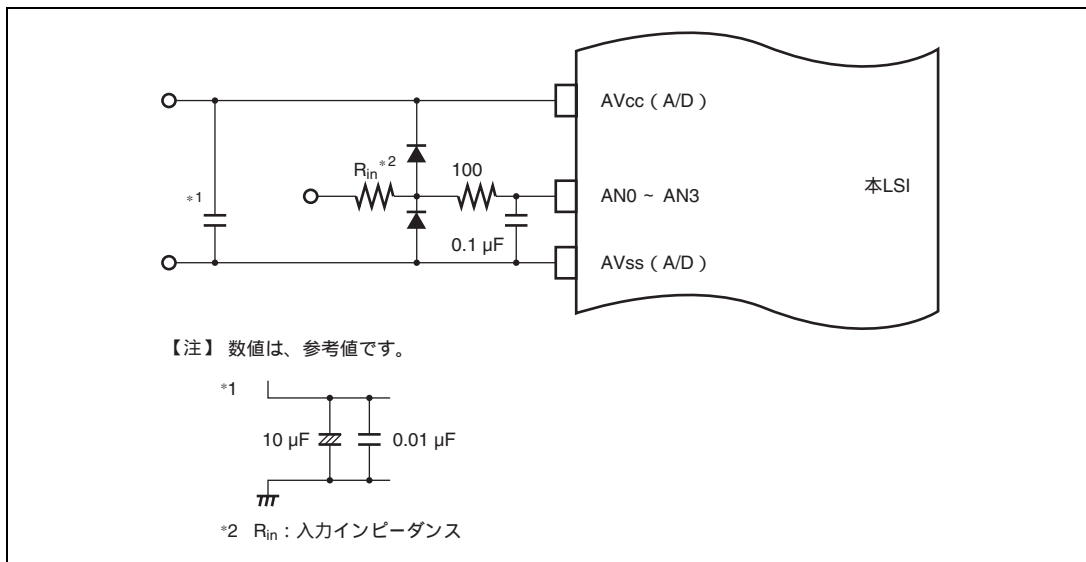 AVcc（A/D）
Rin*2
100
*1
AN0 ~ AN3
本LSI
0.1 μF
AVss（A/D）
【注】 数値は、参考値です。
*1
10 μF
0.01 μF
*2 Rin：入力インピーダンス